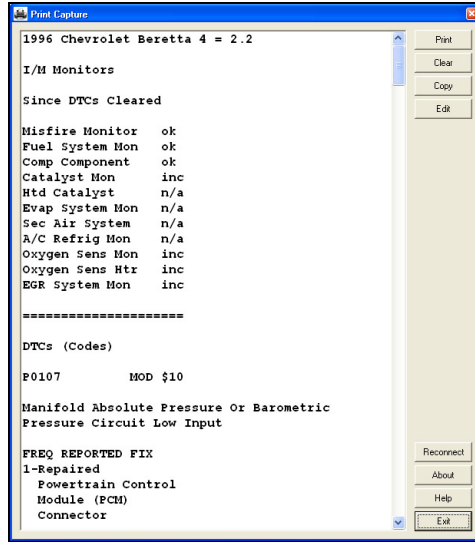 Print Capture
1996 Chevrolet Beretta 4 = 2.2
I/M Monitors
Since DTCs Cleared
Misfire Monitor ok
Fuel System Mon ok
Comp Component ok
Catalyst Mon inc
Htd Catalyst n/a
Evap System Mon n/a
Sec Air System n/a
A/C Refrig Mon n/a
Oxygen Sens Mon inc
Oxygen Sens Htr inc
EGR System Mon inc
=====================
DTCs (Codes)
P0107 MOD $10
Manifold Absolute Pressure Or Barometric
Pressure Circuit Low Input
FREQ REPORTED FIX
1-Repaired
Powertrain Control
Module (PCM)
Connector
Print
Clear
Copy
Edit
Reconnect
About
Help
Exit